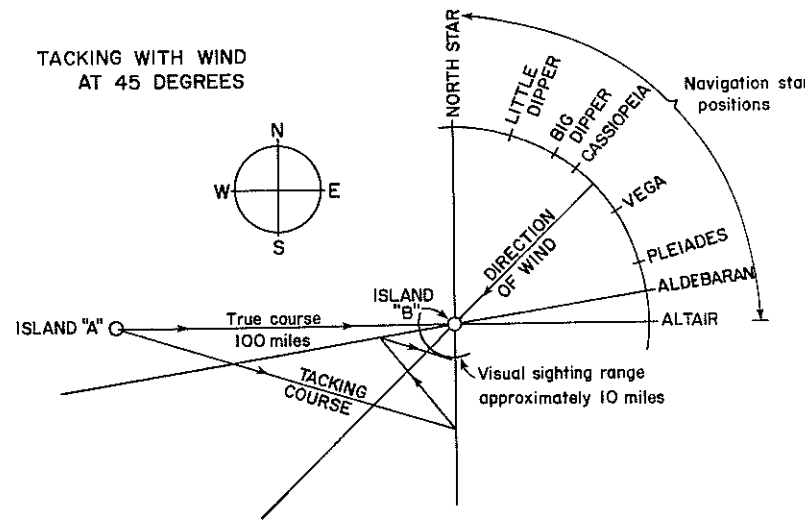 TACKING WITH WIND
AT 45 DEGREES
N
W
E
S
NORTH STAR
LITTLE
DIPPER
BIG
DIPPER
CASSIOPEIA
VEGA
PLEIADES
ALDEBARAN
ALTAIR
Navigation star
positions
DIRECTION
OF WIND
ISLAND
"B"
ISLAND "A"
True course
100 miles
TACKING
COURSE
Visual sighting range
approximately 10 miles